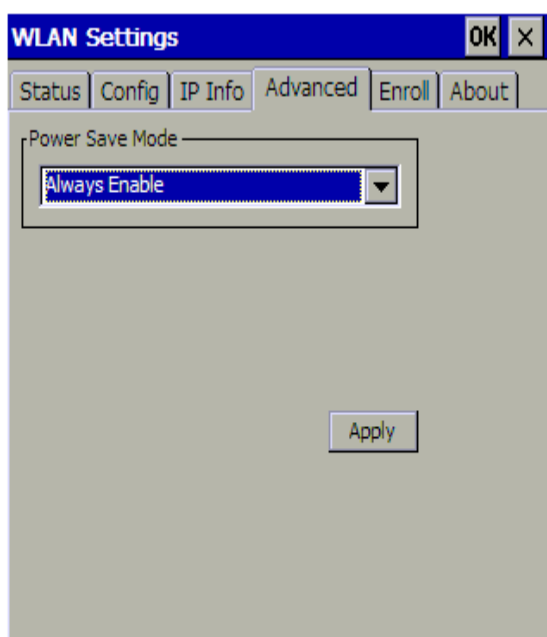 WLAN Settings OK ×
Status Config IP Info Advanced Enroll About
Power Save Mode
Always Enable
Apply